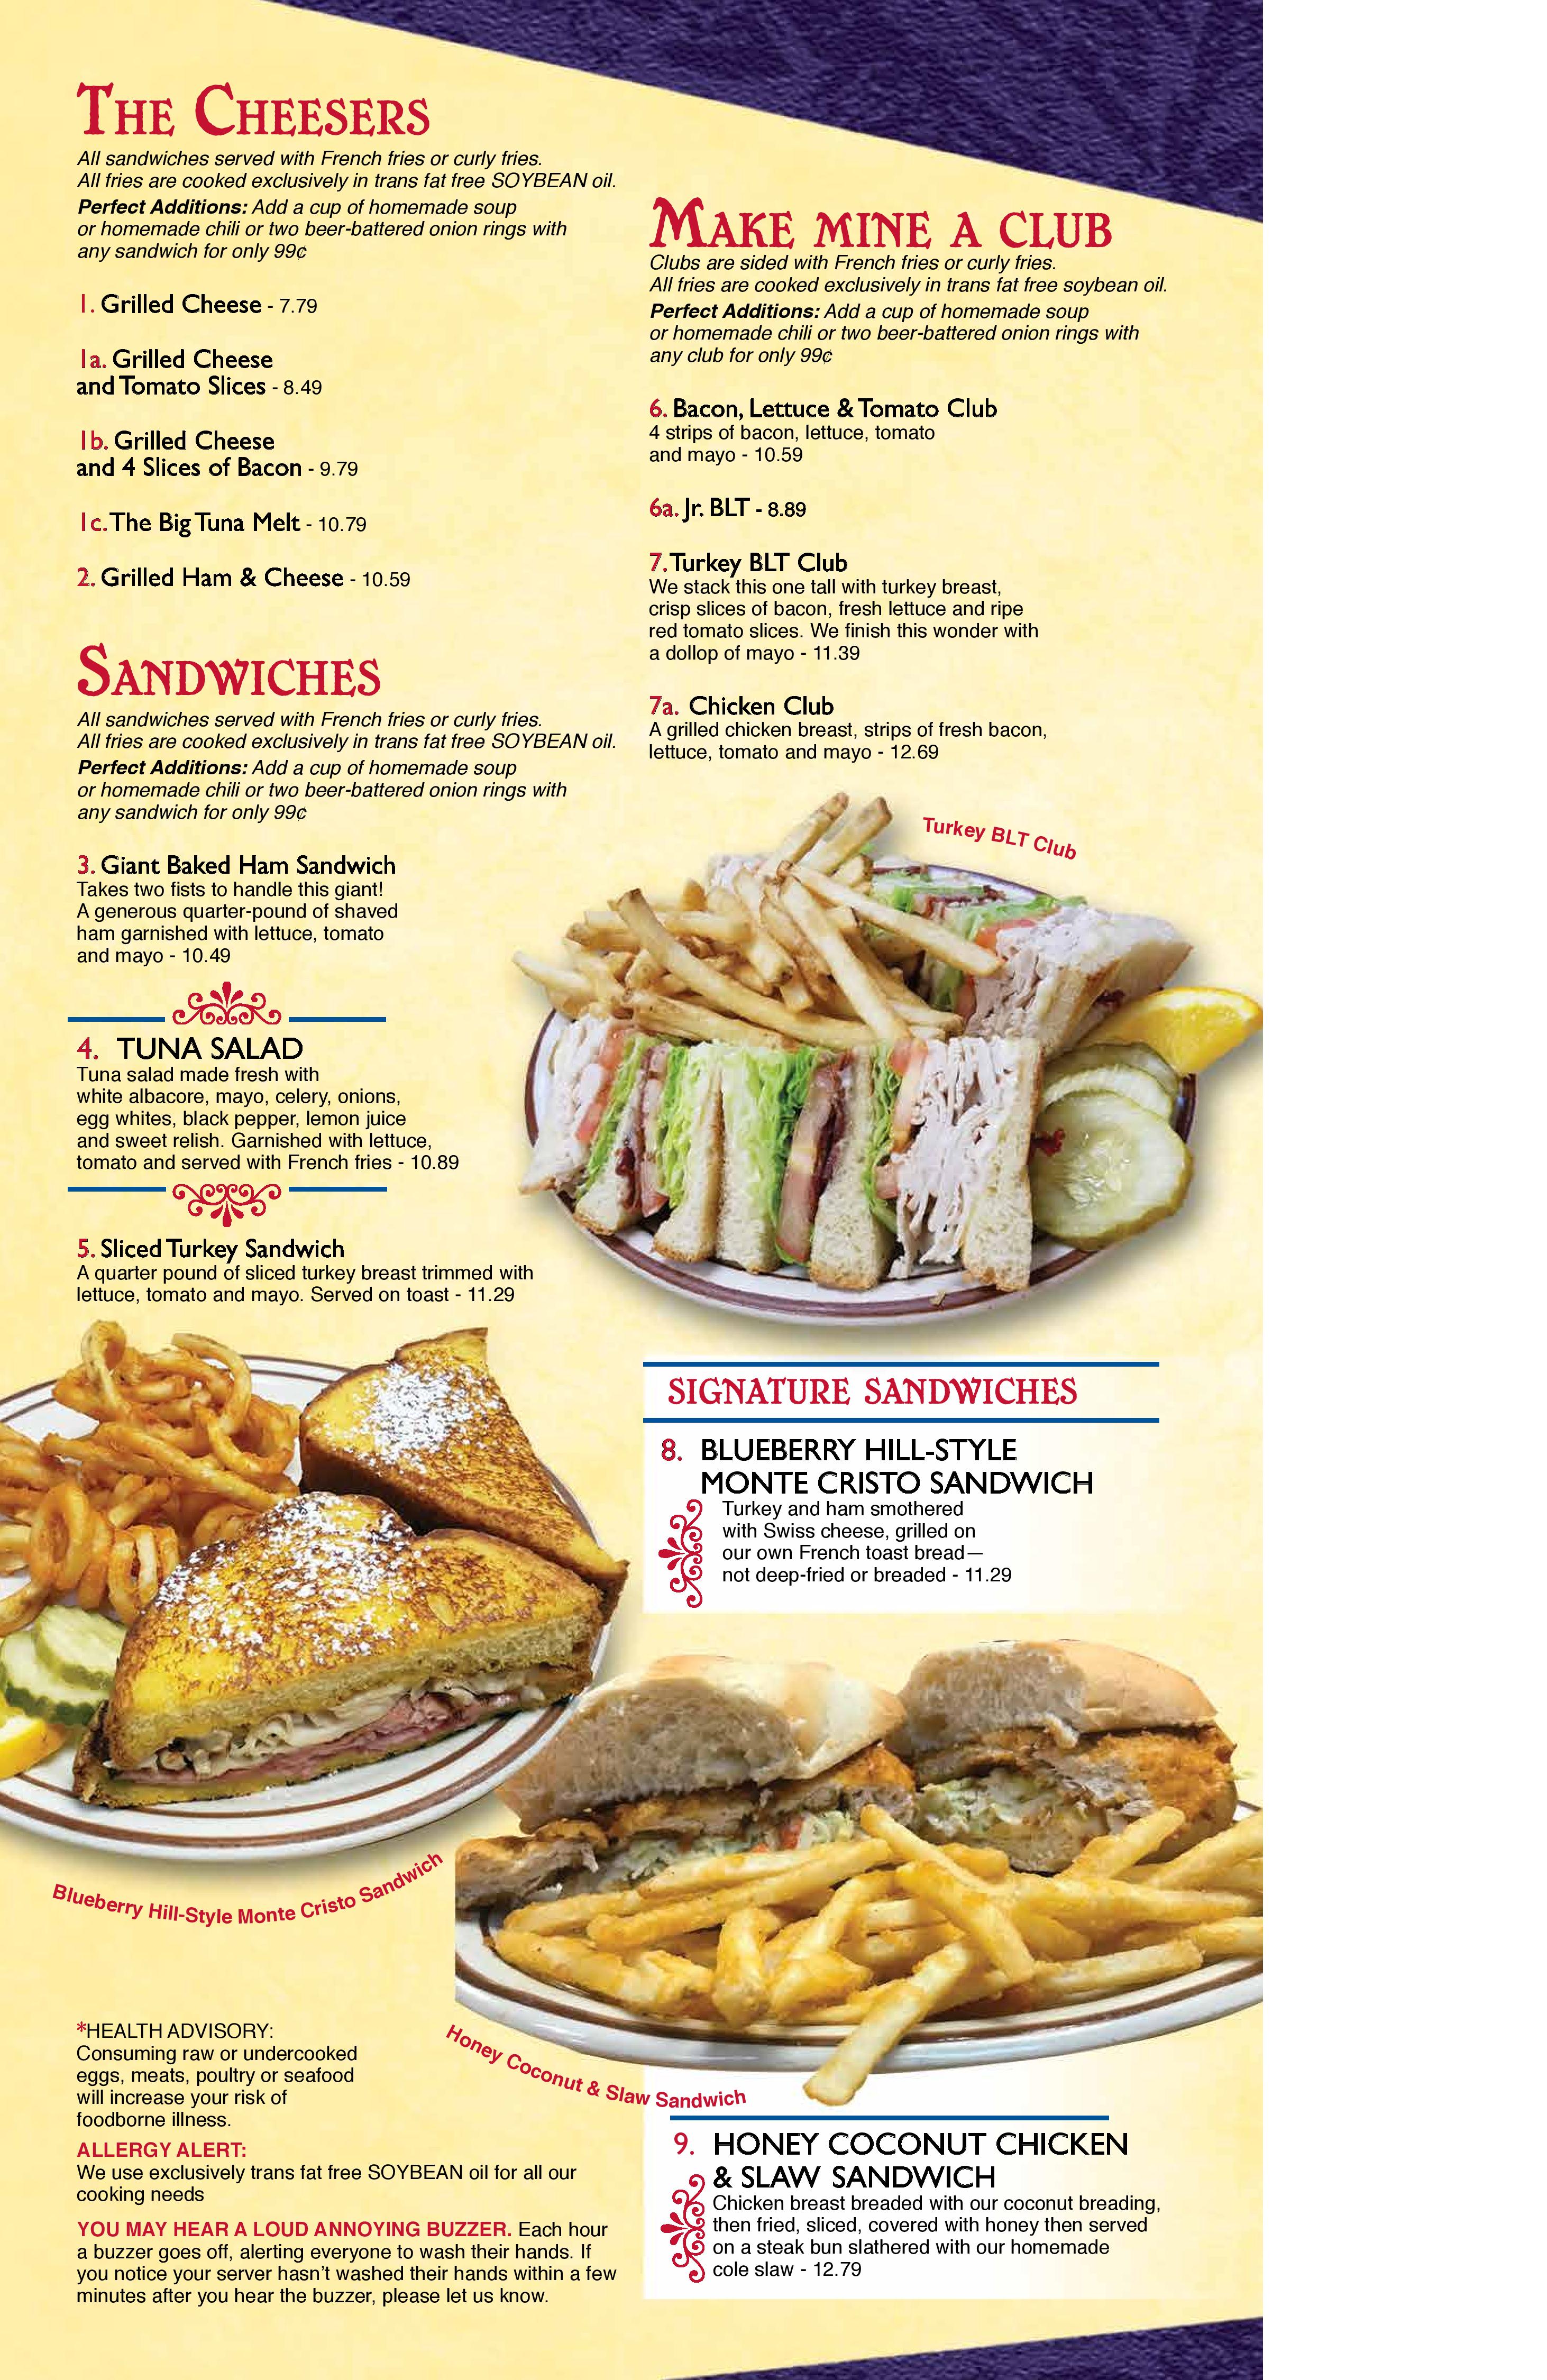 THE CHEESERS
All sandwiches served with French fries or curly fries.
All fries are cooked exclusively in trans fat free SOYBEAN oil.
Perfect Additions: Add a cup of homemade soup
or homemade chili or two beer-battered onion rings with
any sandwich for only 99¢
1. Grilled Cheese - 7.79
1a. Grilled Cheese
and Tomato Slices - 8.49
1b. Grilled Cheese
and 4 Slices of Bacon - 9.79
1c. The Big Tuna Melt - 10.79
2. Grilled Ham & Cheese - 10.59
SANDWICHES
All sandwiches served with French fries or curly fries.
All fries are cooked exclusively in trans fat free SOYBEAN oil.
Perfect Additions: Add a cup of homemade soup
or homemade chili or two beer-battered onion rings with
any sandwich for only 99¢
3. Giant Baked Ham Sandwich
Takes two fists to handle this giant!
A generous quarter-pound of shaved
ham garnished with lettuce, tomato
and mayo - 10.49
4. TUNA SALAD
Tuna salad made fresh with
white albacore, mayo, celery, onions,
egg whites, black pepper, lemon juice
and sweet relish. Garnished with lettuce,
tomato and served with French fries - 10.89
5. Sliced Turkey Sandwich
A quarter pound of sliced turkey breast trimmed with
lettuce, tomato and mayo. Served on toast - 11.29
Blueberry Hill-Style Monte Cristo Sandwich
*HEALTH ADVISORY:
Consuming raw or undercooked
eggs, meats, poultry or seafood
will increase your risk of
foodborne illness.
ALLERGY ALERT:
We use exclusively trans fat free SOYBEAN oil for all our
cooking needs
YOU MAY HEAR A LOUD ANNOYING BUZZER. Each hour
a buzzer goes off, alerting everyone to wash their hands. If
you notice your server hasn't washed their hands within a few
minutes after you hear the buzzer, please let us know.
MAKE MINE A CLUB
Clubs are sided with French fries or curly fries.
All fries are cooked exclusively in trans fat free soybean oil.
Perfect Additions: Add a cup of homemade soup
or homemade chili or two beer-battered onion rings with
any club for only 99¢
6. Bacon, Lettuce & Tomato Club
4 strips of bacon, lettuce, tomato
and mayo - 10.59
6a. Jr. BLT - 8.89
7. Turkey BLT Club
We stack this one tall with turkey breast,
crisp slices of bacon, fresh lettuce and ripe
red tomato slices. We finish this wonder with
a dollop of mayo - 11.39
7a. Chicken Club
A grilled chicken breast, strips of fresh bacon,
lettuce, tomato and mayo - 12.69
Turkey BLT Club
SIGNATURE SANDWICHES
8. BLUEBERRY HILL-STYLE
MONTE CRISTO SANDWICH
Turkey and ham smothered
with Swiss cheese, grilled on
our own French toast bread—
not deep-fried or breaded - 11.29
Honey Coconut & Slaw Sandwich
9. HONEY COCONUT CHICKEN
& SLAW SANDWICH
Chicken breast breaded with our coconut breading,
then fried, sliced, covered with honey then served
on a steak bun slathered with our homemade
cole slaw - 12.79